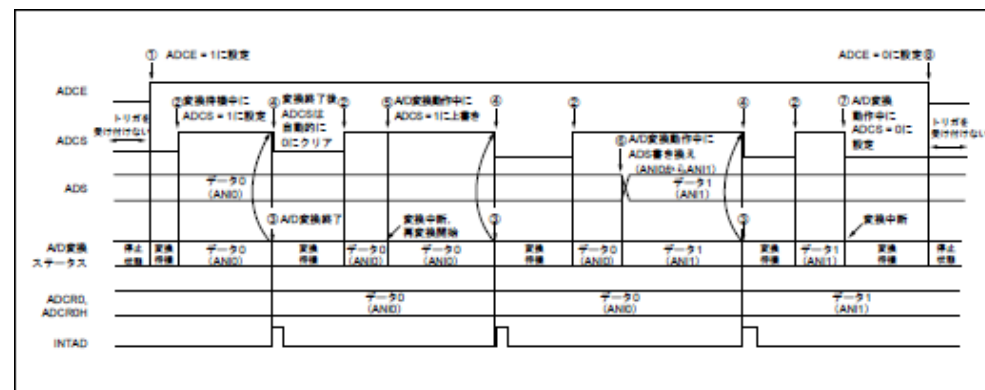 ① ADCE = 1に設定
ADCE = 0に設定⑧
ADCE
②変換待機中に
ADCS = 1に設定
④ 変換終了後
ADCSは
自動的に
0にクリア
②
⑤A/D変換動作中に
ADCS = 1に上書き
④
②
④
②
⑦A/D変換
動作中に
ADCS = 0に
設定
トリガを
受け付けない
トリガを
受け付けない
ADCS
⑥A/D変換動作中に
ADS書き換え
(ANI0からANI1)
ADS
データ0
(ANI0)
データ1
(ANI1)
③A/D変換終了
変換中断,
再変換開始
③
③
変換中断
A/D変換
ステータス
停止
状態
変換
待機
データ0
(ANI0)
変換
待機
データ0
(ANI0)
データ0
(ANI0)
変換
待機
データ0
(ANI0)
データ1
(ANI1)
変換
待機
データ1
(ANI1)
変換
待機
停止
状態
ADCR0,
ADCR0H
データ0
(ANI0)
データ0
(ANI0)
データ1
(ANI1)
INTAD